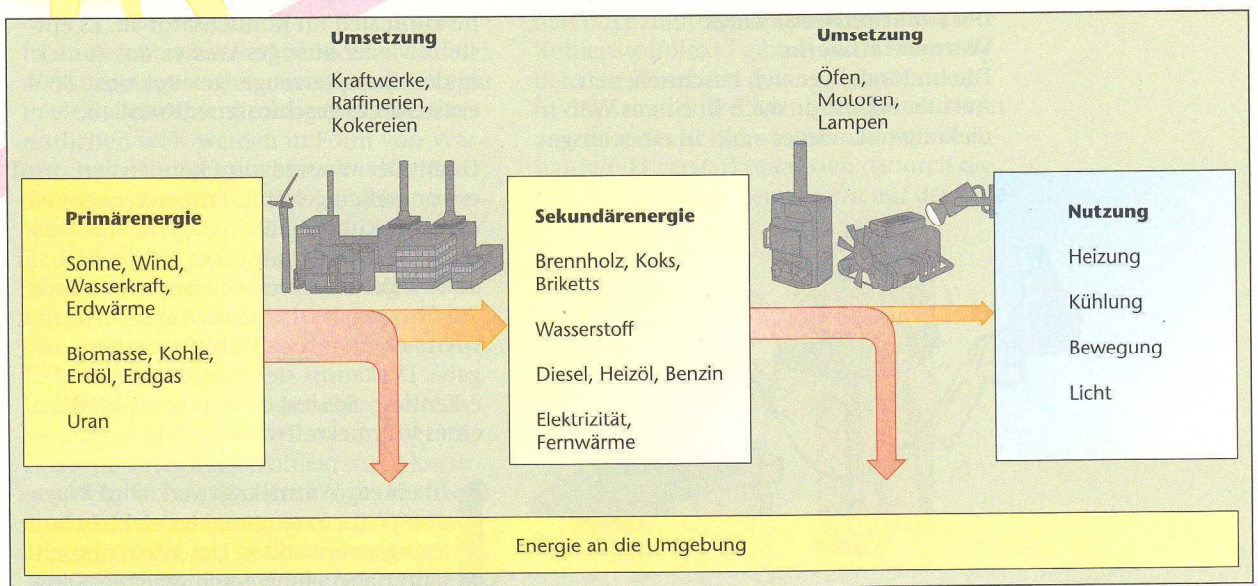 Umsetzung
Kraftwerke,
Raffinerien,
Kokereien
Umsetzung
Öfen,
Motoren,
Lampen
Primärenergie
Sonne, Wind,
Wasserkraft,
Erdwärme
Biomasse, Kohle,
Erdöl, Erdgas
Uran
Sekundärenergie
Brennholz, Koks,
Briketts
Wasserstoff
Diesel, Heizöl, Benzin
Elektrizität,
Fernwärme
Nutzung
Heizung
Kühlung
Bewegung
Licht
Energie an die Umgebung